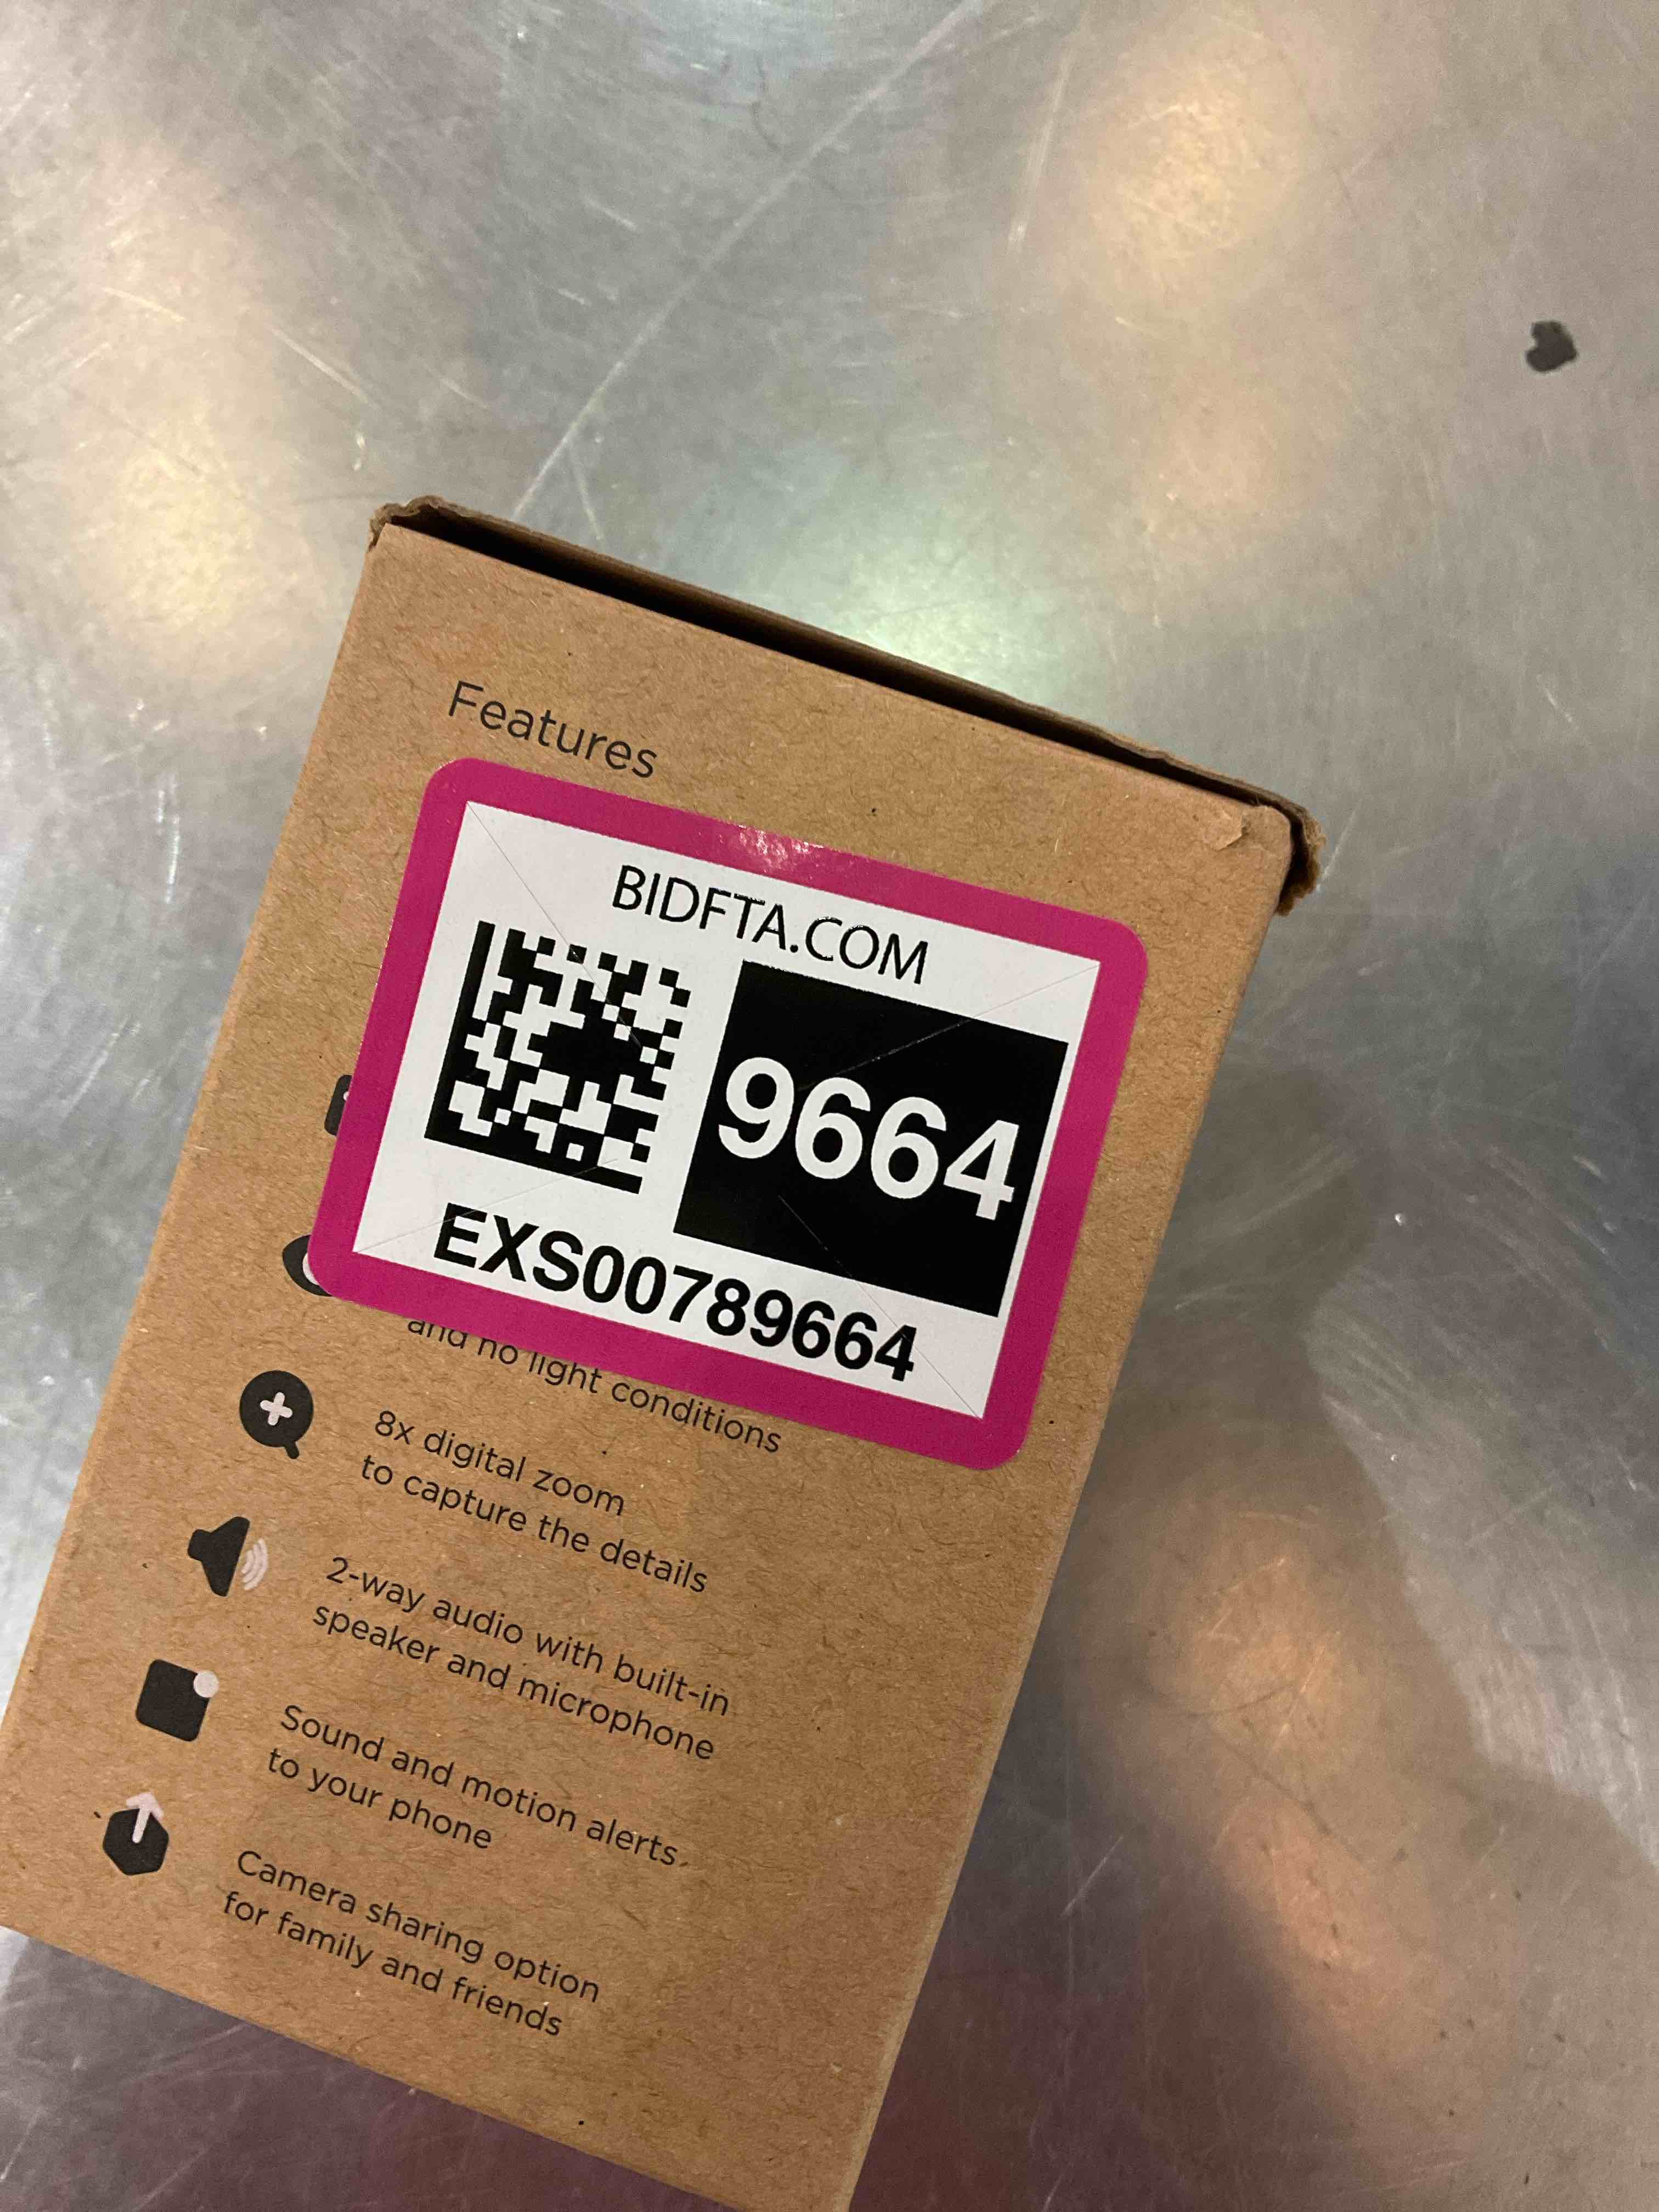 Features
BIDFTA.COM
9664
EXS00789664
and no light conditions
8x digital zoom
to capture the details
2-way audio with built-in
speaker and microphone
Sound and motion alerts
to your phone
Camera sharing option
for family and friends